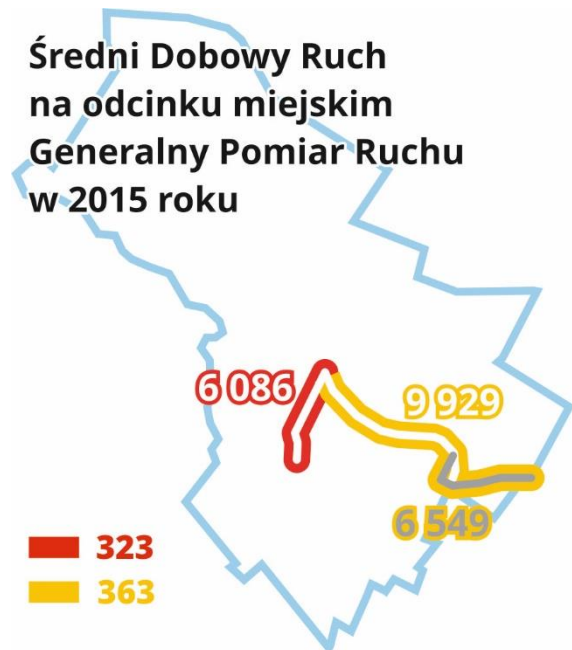 Średni Dobowy Ruch
na odcinku miejskim
Generalny Pomiar Ruchu
w 2015 roku
6 086
9 929
6 549
323
363